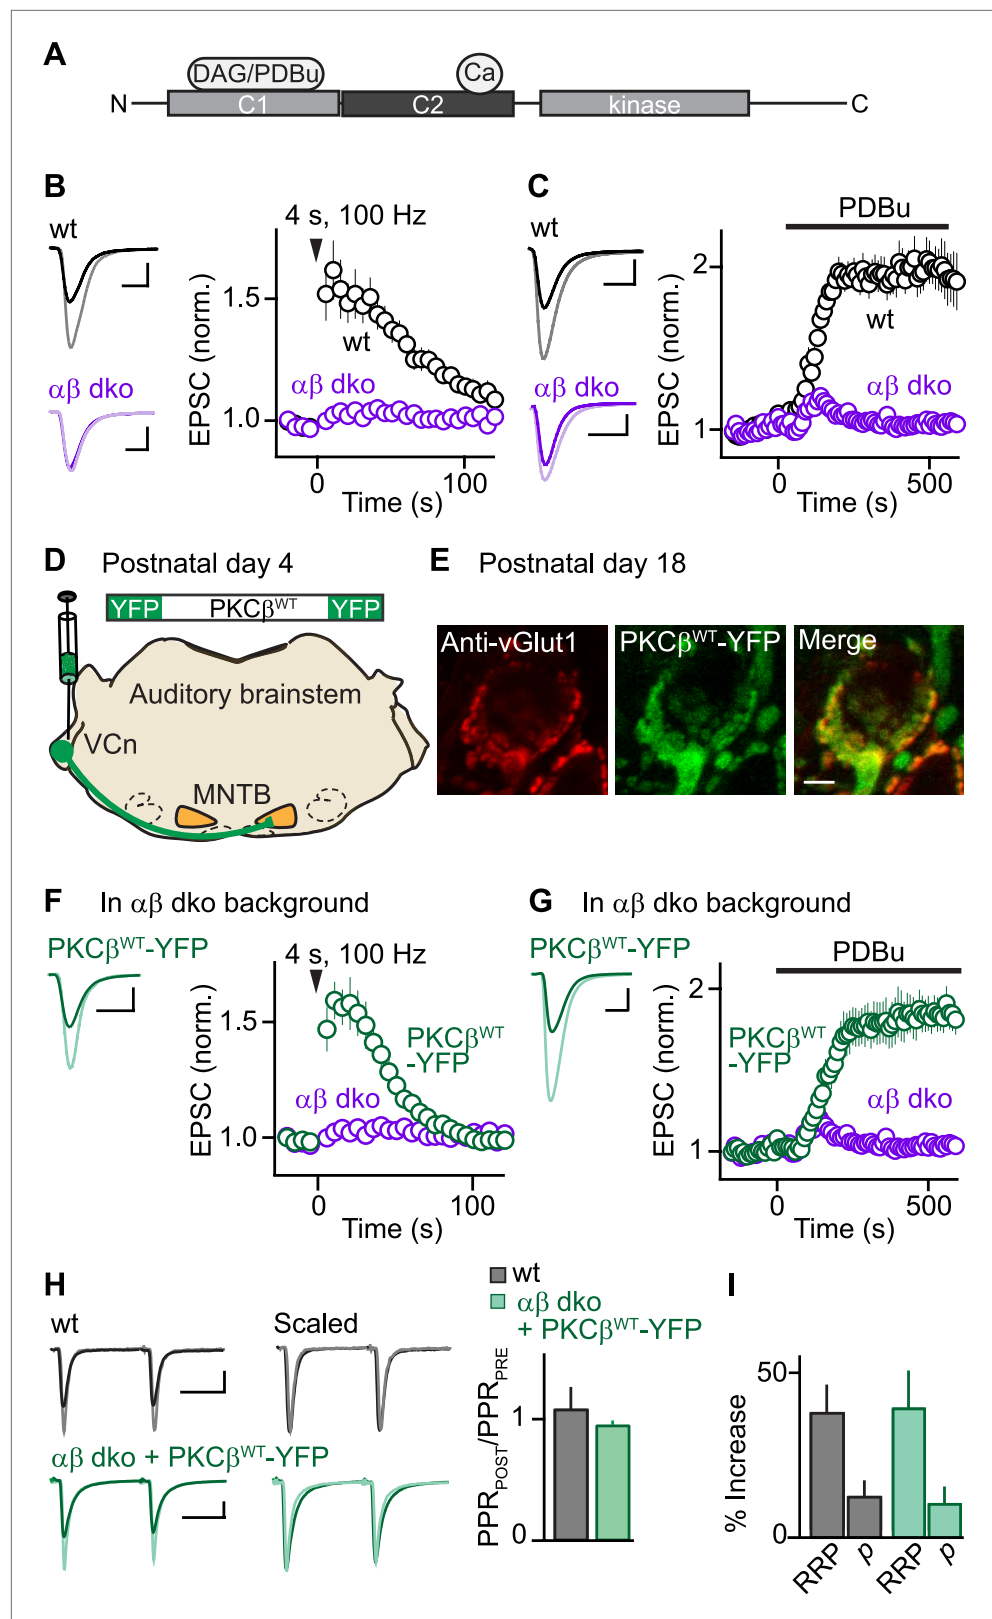 A
DAG/PDBu
Ca
N
C1
C2
kinase
C
B
wt
αβ dko
4 s, 100 Hz
EPSC (norm.)
1.5
1.0
wt
αβ dko
0
100
Time (s)
C
wt
αβ dko
PDBu
EPSC (norm.)
2
1
wt
αβ dko
0
500
Time (s)
D Postnatal day 4
YFP PKCβᵂᵀ YFP
Auditory brainstem
VCn
MNTB
E Postnatal day 18
Anti-vGlut1
PKCβᵂᵀ-YFP
Merge
F In αβ dko background
PKCβᵂᵀ-YFP
4 s, 100 Hz
EPSC (norm.)
1.5
1.0
PKCβᵂᵀ
-YFP
αβ dko
0
100
Time (s)
G In αβ dko background
PKCβᵂᵀ-YFP
PDBu
EPSC (norm.)
2
1
PKCβᵂᵀ
-YFP
αβ dko
0
500
Time (s)
H
wt
Scaled
αβ dko + PKCβᵂᵀ-YFP
wt
αβ dko
+ PKCβᵂᵀ-YFP
PPR_POST/PPR_PRE
1
0
I
% Increase
50
0
RRP
p
RRP
p